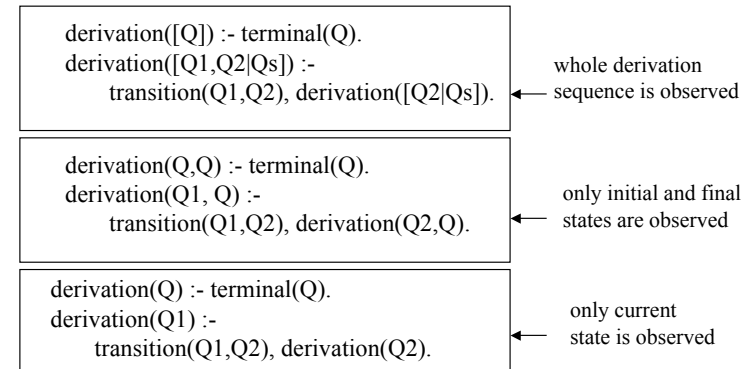 derivation([Q]) :- terminal(Q).
derivation([Q1,Q2|Qs]) :-
transition(Q1,Q2), derivation([Q2|Qs]).
whole derivation
sequence is observed
derivation(Q,Q) :- terminal(Q).
derivation(Q1, Q) :-
transition(Q1,Q2), derivation(Q2,Q).
only initial and final
states are observed
derivation(Q) :- terminal(Q).
derivation(Q1) :-
transition(Q1,Q2), derivation(Q2).
only current
state is observed